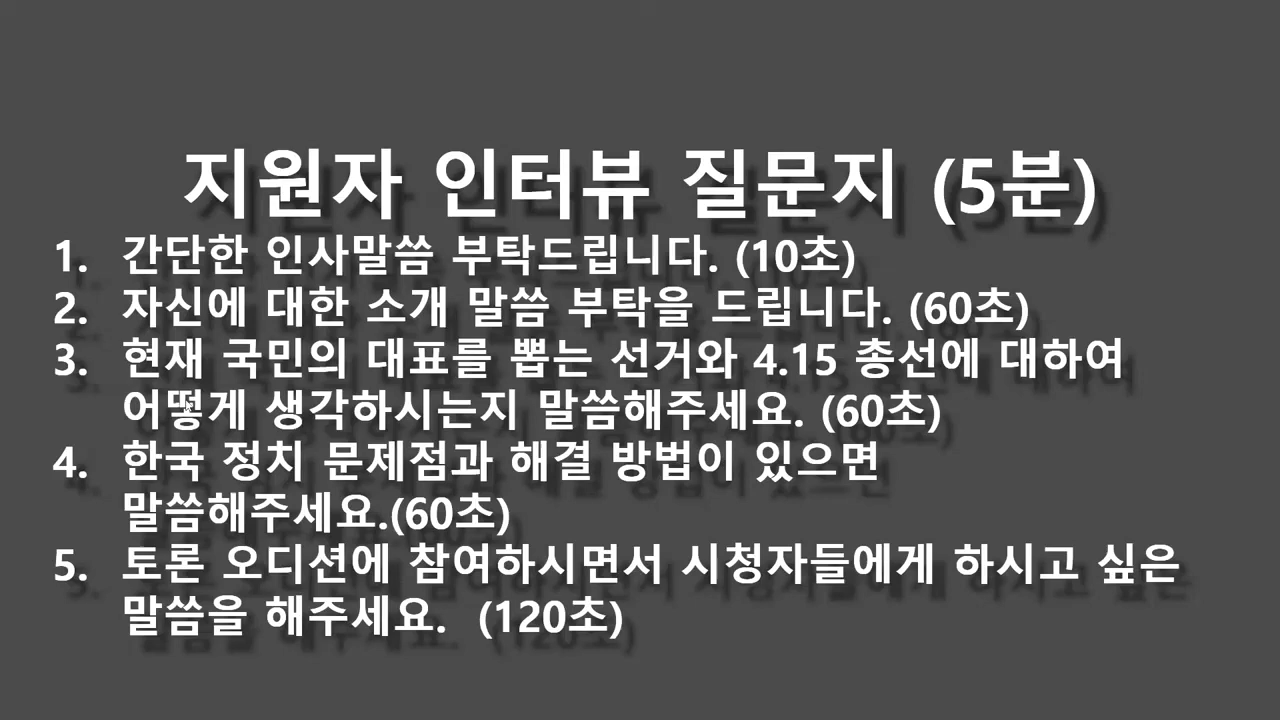 지원자 인터뷰 질문지 (5분)
1. 간단한 인사말씀 부탁드립니다. (10초)
2. 자신에 대한 소개 말씀 부탁을 드립니다. (60초)
3. 현재 국민의 대표를 뽑는 선거와 4.15 총선에 대하여
어떻게 생각하시는지 말씀해주세요. (60초)
4. 한국 정치 문제점과 해결 방법이 있으면
말씀해주세요.(60초)
5. 토론 오디션에 참여하시면서 시청자들에게 하시고 싶은
말씀을 해주세요. (120초)